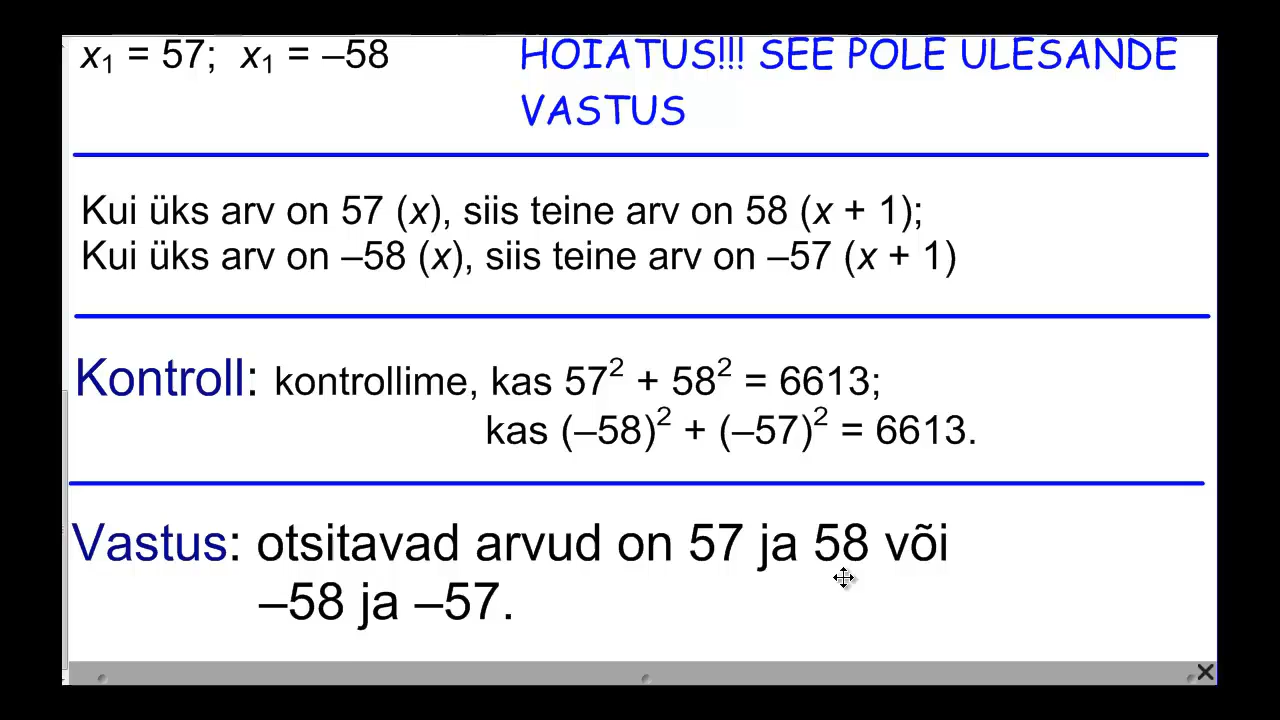 x₁ = 57; x₁ = –58
HOIATUS!!! SEE POLE ULESANDE
VASTUS
Kui üks arv on 57 (x), siis teine arv on 58 (x + 1);
Kui üks arv on –58 (x), siis teine arv on –57 (x + 1)
Kontroll: kontrollime, kas 57² + 58² = 6613;
kas (–58)² + (–57)² = 6613.
Vastus: otsitavad arvud on 57 ja 58 või
–58 ja –57.